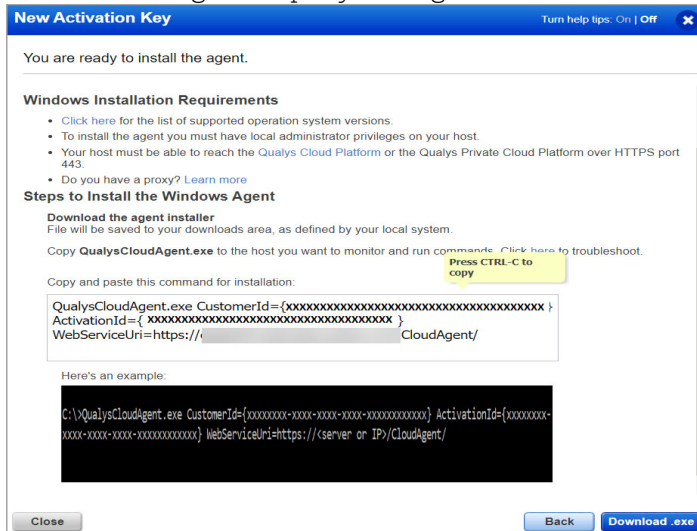 New Activation Key
Turn help tips: On | Off
You are ready to install the agent.
Windows Installation Requirements
• Click here for the list of supported operation system versions.
• To install the agent you must have local administrator privileges on your host.
• Your host must be able to reach the Qualys Cloud Platform or the Qualys Private Cloud Platform over HTTPS port
443.
• Do you have a proxy? Learn more
Steps to Install the Windows Agent
Download the agent installer
File will be saved to your downloads area, as defined by your local system.
Copy QualysCloudAgent.exe to the host you want to monitor and run commands. Click here to troubleshoot.
Press CTRL-C to
copy
Copy and paste this command for installation:
QualysCloudAgent.exe CustomerId={xxxxxxxxxxxxxxxxxxxxxxxxxxxxxxxxxxxxxxxx }
ActivationId={ xxxxxxxxxxxxxxxxxxxxxxxxxxxxxxxxxxxxx }
WebServiceUri=https:// CloudAgent/
Here's an example:
C:\>QualysCloudAgent.exe CustomerId={xxxxxxxx-xxxx-xxxx-xxxx-xxxxxxxxxxxx} ActivationId={xxxxxxxx-
xxxx-xxxx-xxxx-xxxxxxxxxxxx} WebServiceUri=https://<server or IP>/CloudAgent/
Close
Back
Download .exe